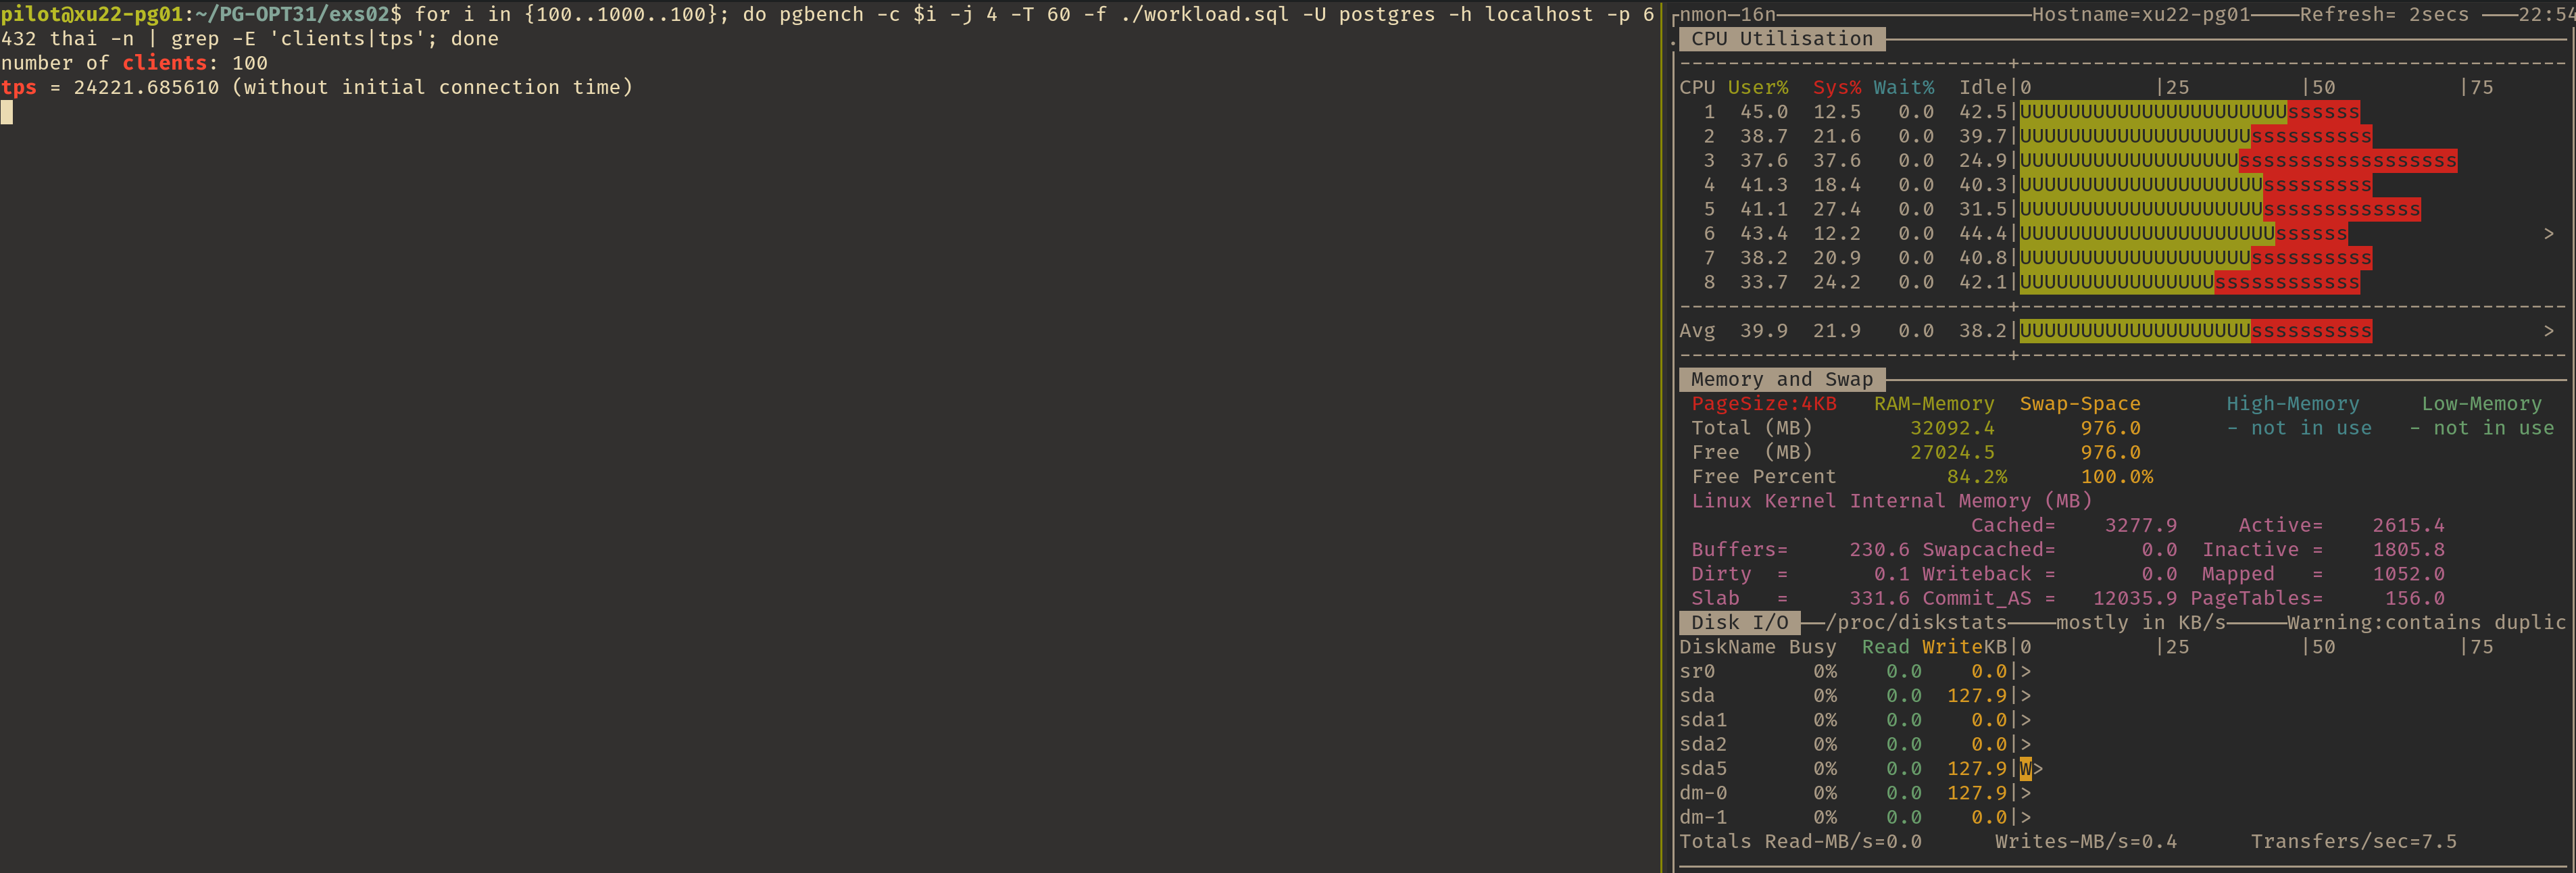 pilot@xu22-pg01:~/PG-OPT31/exs02$ for i in {100..1000..100}; do pgbench -c $i -j 4 -T 60 -f ./workload.sql -U postgres -h localhost -p 6
432 thai -n | grep -E 'clients|tps'; done
number of clients: 100
tps = 24221.685610 (without initial connection time)
nmon─16n─Hostname=xu22-pg01─Refresh= 2secs ─22:54
CPU Utilisation
---------------------------+---------------------------------------------
CPU User% Sys% Wait% Idle|0 |25 |50 |75
1 45.0 12.5 0.0 42.5|UUUUUUUUUUUUUUUUUUUUUUssssss
2 38.7 21.6 0.0 39.7|UUUUUUUUUUUUUUUUUUUssssssssss
3 37.6 37.6 0.0 24.9|UUUUUUUUUUUUUUUUUUssssssssssssssssss
4 41.3 18.4 0.0 40.3|UUUUUUUUUUUUUUUUUUUUsssssssss
5 41.1 27.4 0.0 31.5|UUUUUUUUUUUUUUUUUUUUsssssssssssss
6 43.4 12.2 0.0 44.4|UUUUUUUUUUUUUUUUUUUUUssssss >
7 38.2 20.9 0.0 40.8|UUUUUUUUUUUUUUUUUUUssssssssss
8 33.7 24.2 0.0 42.1|UUUUUUUUUUUUUUUUssssssssssss
---------------------------+---------------------------------------------
Avg 39.9 21.9 0.0 38.2|UUUUUUUUUUUUUUUUUUUssssssssss >
---------------------------+---------------------------------------------
Memory and Swap
PageSize:4KB RAM-Memory Swap-Space High-Memory Low-Memory
Total (MB) 32092.4 976.0 - not in use - not in use
Free (MB) 27024.5 976.0
Free Percent 84.2% 100.0%
Linux Kernel Internal Memory (MB)
Cached= 3277.9 Active= 2615.4
Buffers= 230.6 Swapcached= 0.0 Inactive = 1805.8
Dirty = 0.1 Writeback = 0.0 Mapped = 1052.0
Slab = 331.6 Commit_AS = 12035.9 PageTables= 156.0
Disk I/O ─/proc/diskstats─mostly in KB/s─Warning:contains duplic
DiskName Busy Read WriteKB|0 |25 |50 |75
sr0 0% 0.0 0.0|>
sda 0% 0.0 127.9|>
sda1 0% 0.0 0.0|>
sda2 0% 0.0 0.0|>
sda5 0% 0.0 127.9|W>
dm-0 0% 0.0 127.9|>
dm-1 0% 0.0 0.0|>
Totals Read-MB/s=0.0 Writes-MB/s=0.4 Transfers/sec=7.5